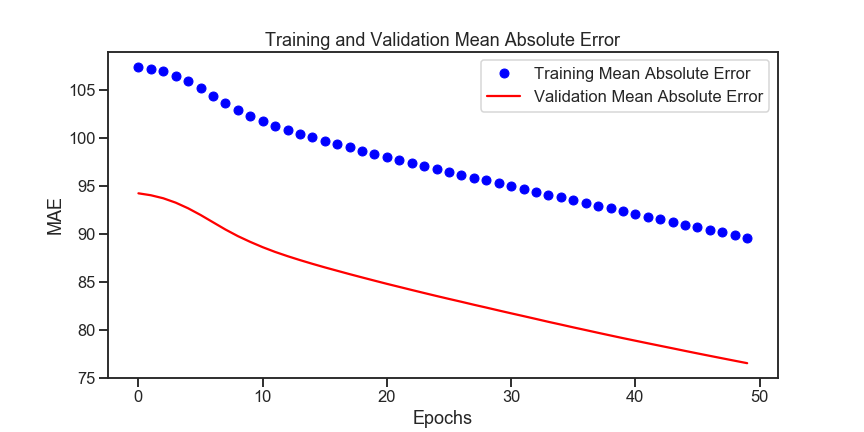 Training and Validation Mean Absolute Error
Training Mean Absolute Error
Validation Mean Absolute Error
MAE
105
100
95
90
85
80
75
0 10 20 30 40 50
Epochs